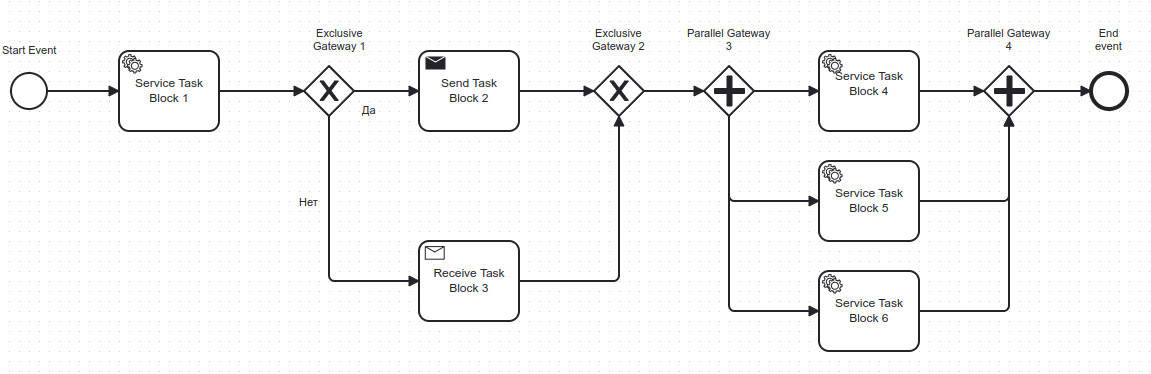 Start Event
Service Task
Block 1
Exclusive
Gateway 1
Да
Нет
Send Task
Block 2
Receive Task
Block 3
Exclusive
Gateway 2
Parallel Gateway
3
Service Task
Block 4
Service Task
Block 5
Service Task
Block 6
Parallel Gateway
4
End
event